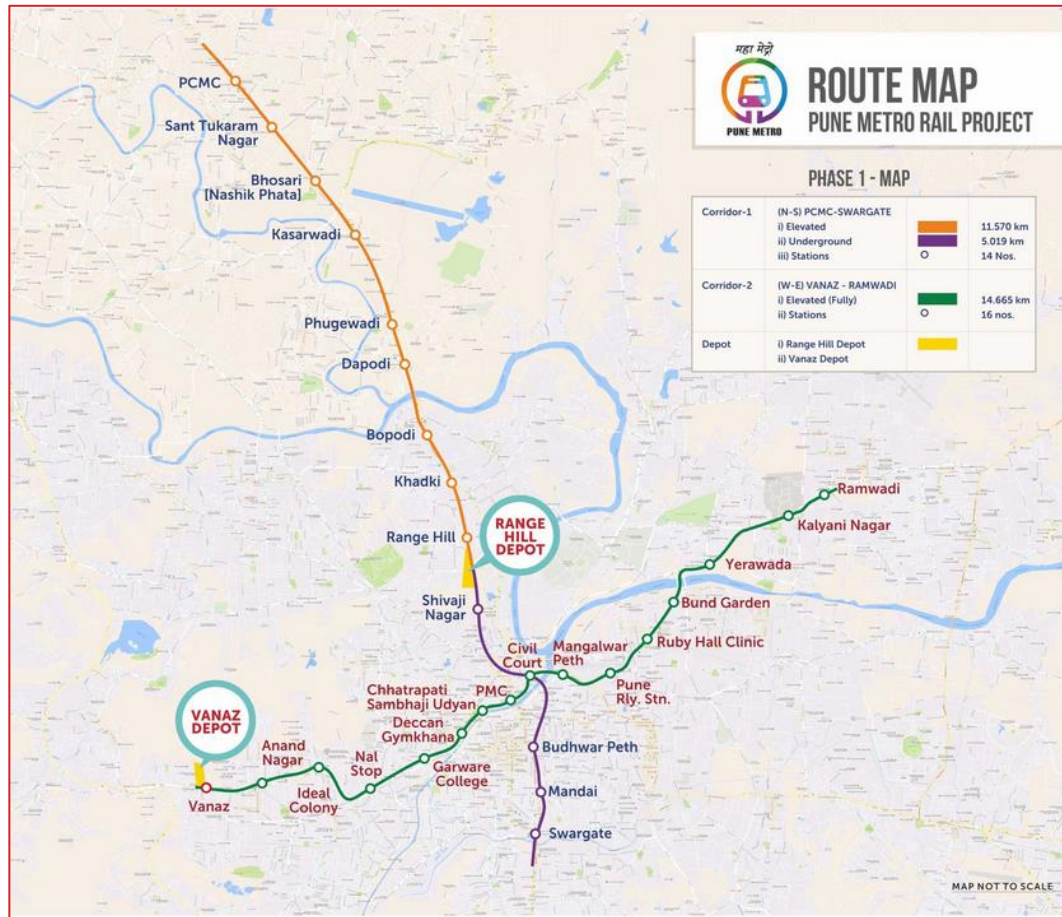 महा मेट्रो
PUNE METRO
ROUTE MAP
PUNE METRO RAIL PROJECT
PHASE 1 - MAP
Corridor-1 (N-S) PCMC-SWARGATE
i) Elevated 11.570 km
ii) Underground 5.019 km
iii) Stations 14 Nos.
Corridor-2 (W-E) VANAZ - RAMWADI
i) Elevated (Fully) 14.665 km
ii) Stations 16 nos.
Depot i) Range Hill Depot
ii) Vanaz Depot
PCMC
Sant Tukaram
Nagar
Bhosari
[Nashik Phata]
Kasarwadi
Phugewadi
Dapodi
Bopodi
Khadki
Range Hill
RANGE
HILL
DEPOT
Shivaji
Nagar
Ramwadi
Kalyani Nagar
Yerawada
Bund Garden
Ruby Hall Clinic
Pune
Rly. Stn.
Mangalwar
Peth
Civil
Court
PMC
Chhatrapati
Sambhaji Udyan
Deccan
Gymkhana
Garware
College
Nal
Stop
Ideal
Colony
Anand
Nagar
Vanaz
VANAZ
DEPOT
Budhwar Peth
Mandai
Swargate
MAP NOT TO SCALE